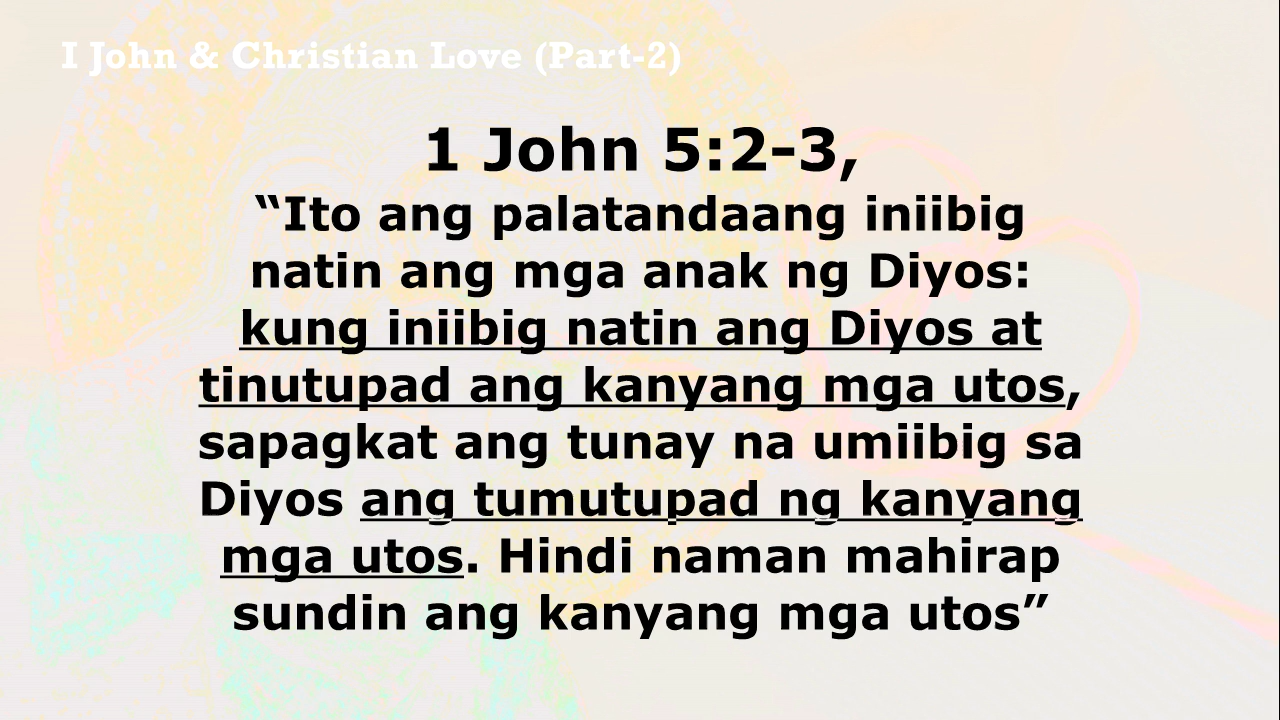 I John & Christian Love (Part-2)
1 John 5:2-3,
“Ito ang palatandaang iniibig
natin ang mga anak ng Diyos:
kung iniibig natin ang Diyos at
tinutupad ang kanyang mga utos,
sapagkat ang tunay na umiibig sa
Diyos ang tumutupad ng kanyang
mga utos. Hindi naman mahirap
sundin ang kanyang mga utos”